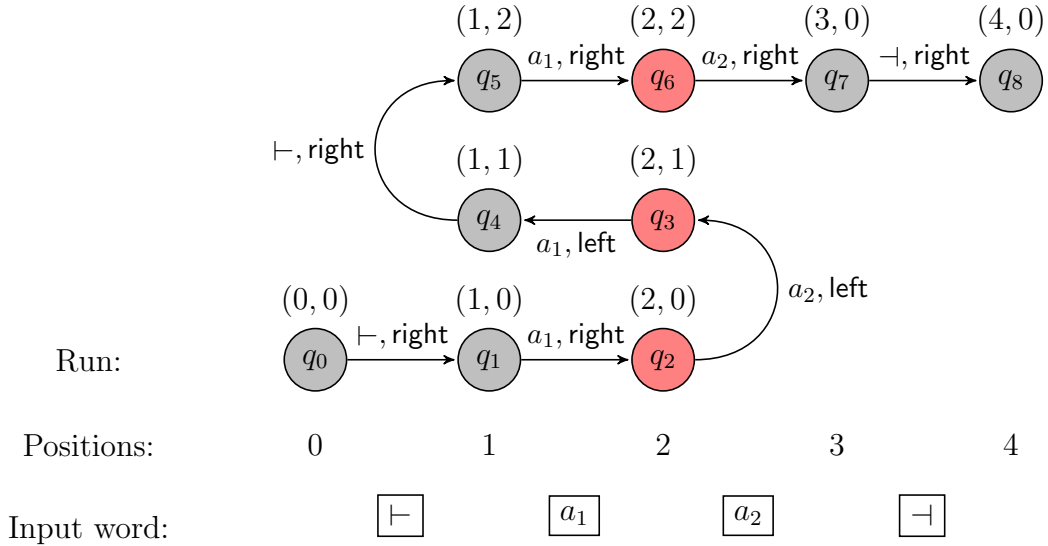 (1, 2) (2, 2) (3, 0) (4, 0)
q₅ a₁, right q₆ a₂, right q₇ ⊣, right q₈
⊢, right
(1, 1) (2, 1)
q₄ a₁, left q₃
a₂, left
(0, 0) (1, 0) (2, 0)
Run: q₀ ⊢, right q₁ a₁, right q₂
Positions: 0 1 2 3 4
Input word: ⊢ a₁ a₂ ⊣